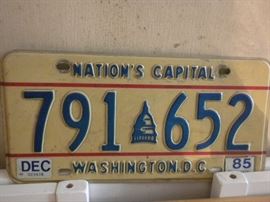 NATION'S CAPITAL
791 652
DEC 85
WASHINGTON, D.C.